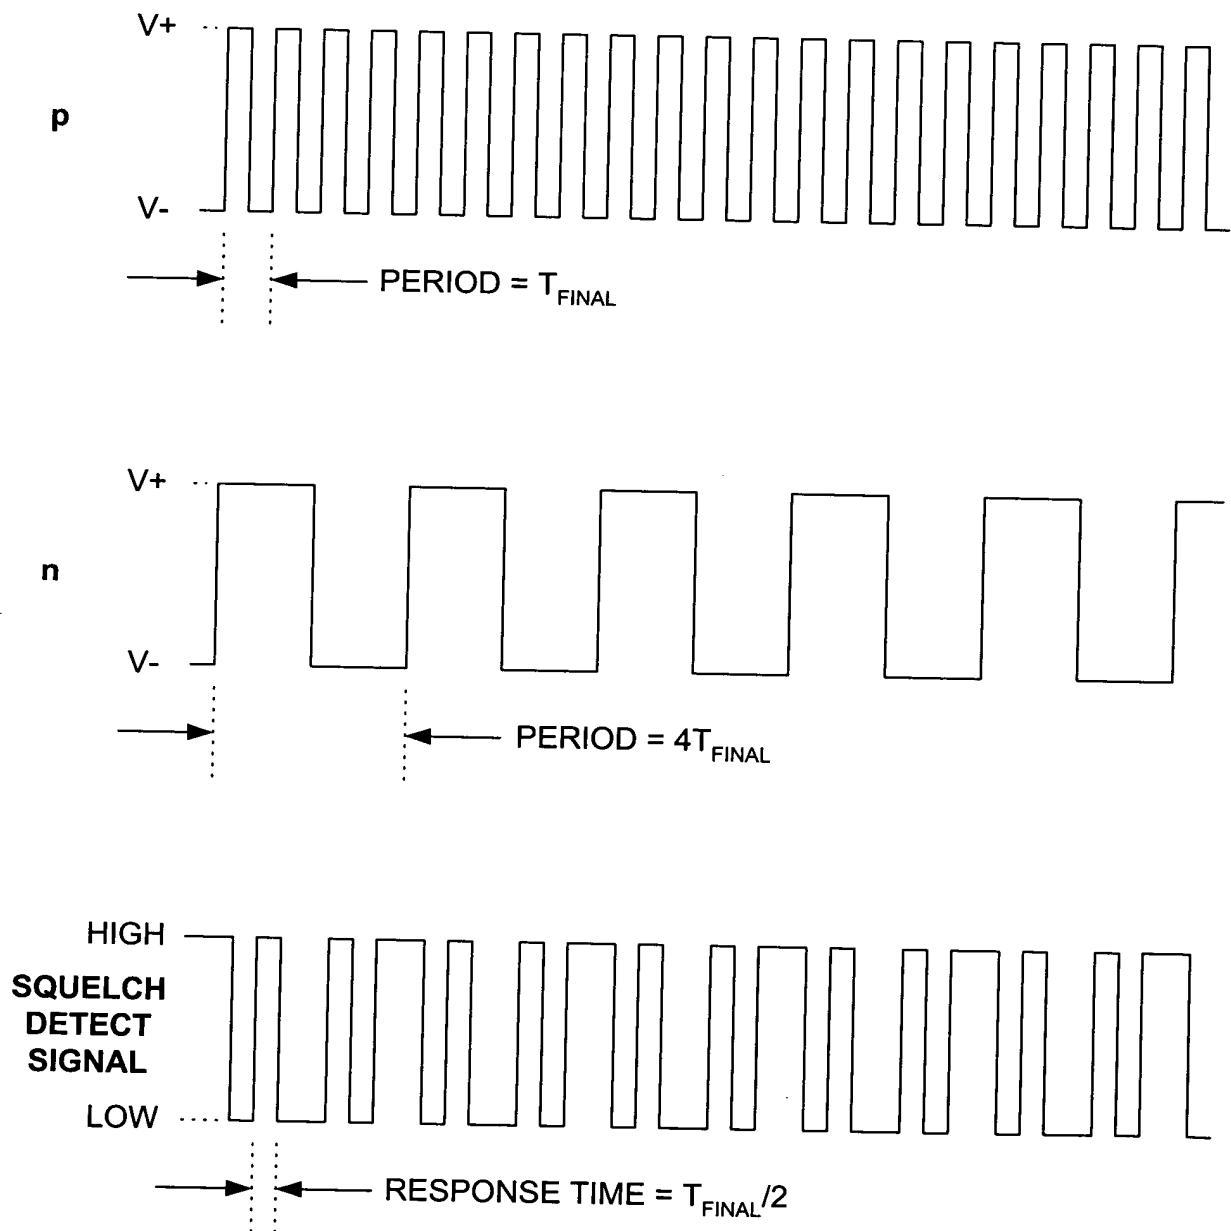 V+
p
V-
PERIOD = T_FINAL
V+
n
V-
PERIOD = 4T_FINAL
HIGH
SQUELCH
DETECT
SIGNAL
LOW
RESPONSE TIME = T_FINAL/2